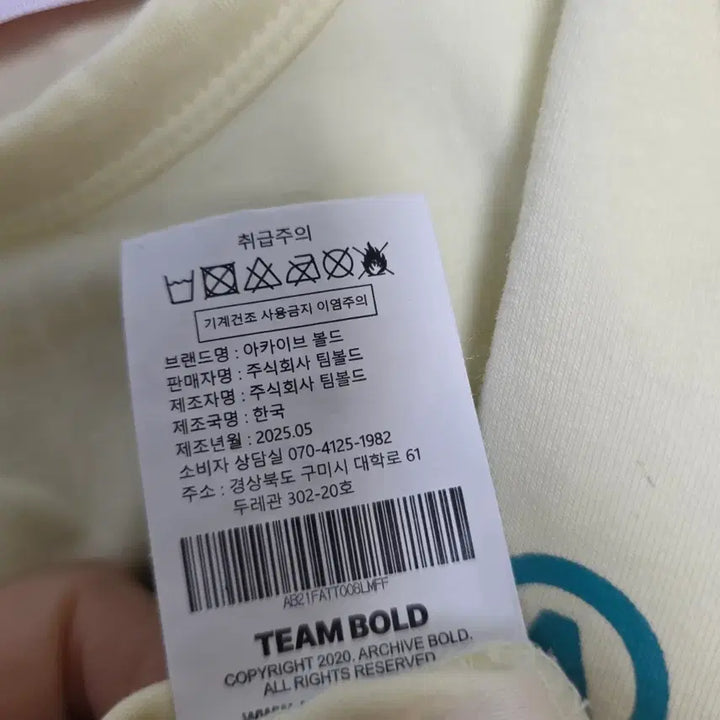 취급주의
기계건조 사용금지 이염주의
브랜드명 : 아카이브 볼드
판매자명 : 주식회사 팀볼드
제조자명 : 주식회사 팀볼드
제조국명 : 한국
제조년월 : 2025.05
소비자 상담실 070-4125-1982
주소 : 경상북도 구미시 대학로 61
두레관 302-20호
AB21FATT008LMFF
TEAM BOLD
COPYRIGHT 2020. ARCHIVE BOLD.
ALL RIGHTS RESERVED